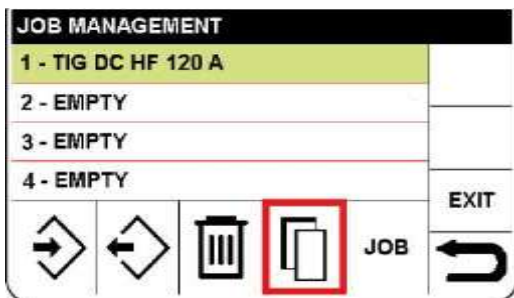 JOB MANAGEMENT
1 - TIG DC HF 120 A
2 - EMPTY
3 - EMPTY
4 - EMPTY
EXIT
JOB